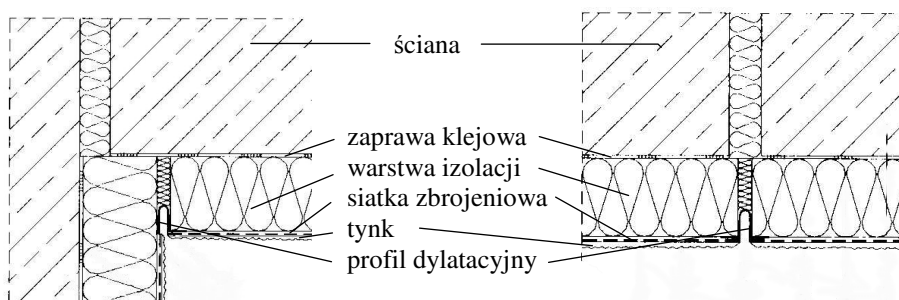 ściana
zaprawa klejowa
warstwa izolacji
siatka zbrojeniowa
tynk
profil dylatacyjny